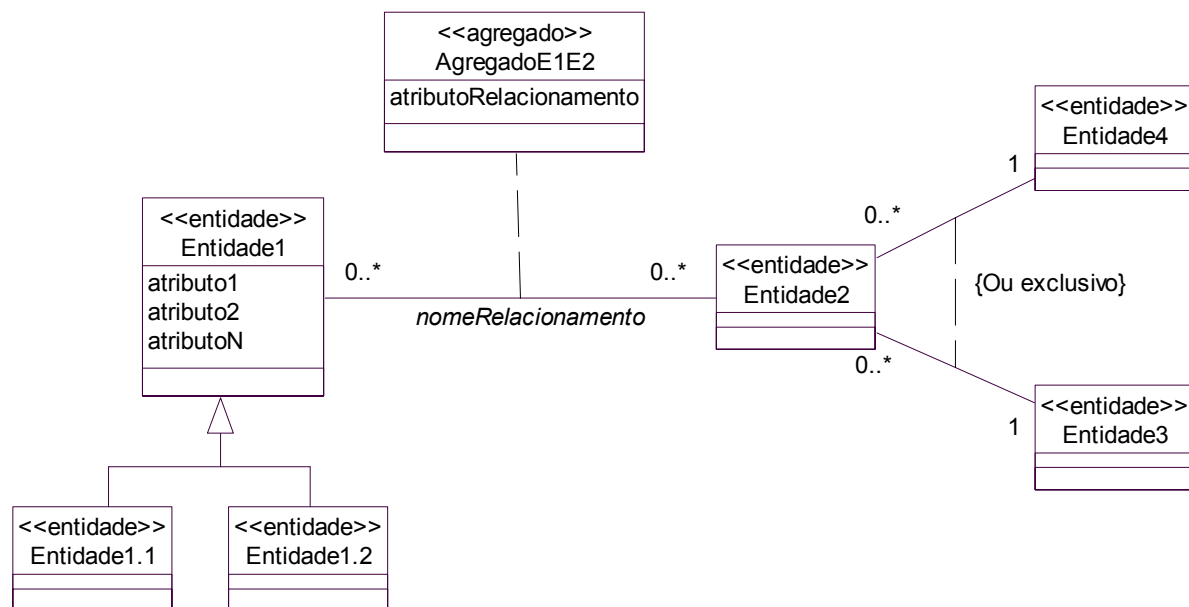 <<agregado>>
AgregadoE1E2
atributoRelacionamento
<<entidade>>
Entidade4
1
0..*
<<entidade>>
Entidade1
atributo1
atributo2
atributoN
0..*
0..*
nomeRelacionamento
<<entidade>>
Entidade2
{Ou exclusivo}
0..*
1
<<entidade>>
Entidade3
<<entidade>>
Entidade1.1
<<entidade>>
Entidade1.2